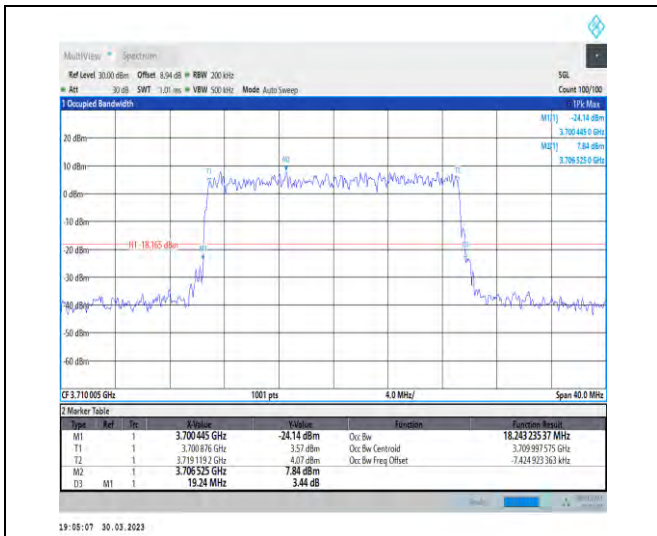 MultiView Spectrum
Ref Level 30.00 dBm Offset 8.94 dB RBW 200 kHz SGL
Att 30 dB SWT 1.01 ms VBW 500 kHz Mode Auto Sweep Count 100/100
1 Occupied Bandwidth 1Pk Max
M1[1] -24.14 dBm
3.700 445 0 GHz
M2[1] 7.84 dBm
3.706 525 0 GHz
20 dBm
M2
T1 T2
10 dBm
0 dBm
-10 dBm
H1 -18.165 dBm
-20 dBm
-30 dBm
-40 dBm
-50 dBm
-60 dBm
CF 3.710 005 GHz 1001 pts 4.0 MHz/ Span 40.0 MHz
2 Marker Table
Type Ref Trc X-Value Y-Value Function Function Result
M1 1 3.700 445 GHz -24.14 dBm Occ Bw 18.243 235 37 MHz
T1 1 3.700 876 GHz 3.57 dBm Occ Bw Centroid 3.709 997 575 GHz
T2 1 3.719 119 2 GHz 4.07 dBm Occ Bw Freq Offset -7.424 923 363 kHz
M2 1 3.706 525 GHz 7.84 dBm
D3 M1 1 19.24 MHz 3.44 dB
19:05:07 30.03.2023